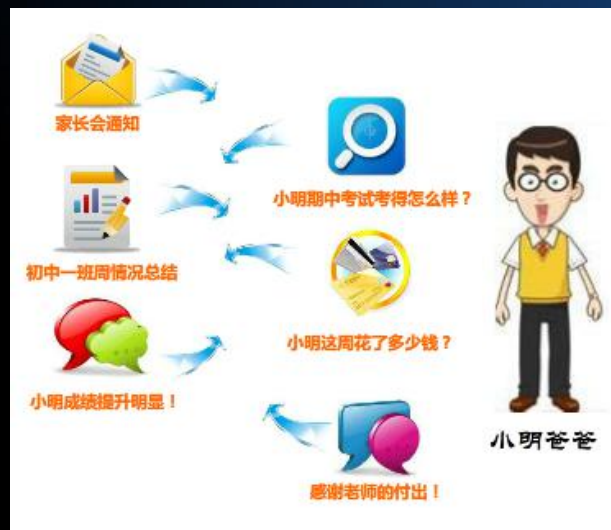 家长会通知
小明期中考试考得怎么样？
初中一班周情况总结
小明这周花了多少钱？
小明成绩提升明显！
小明爸爸
感谢老师的付出！